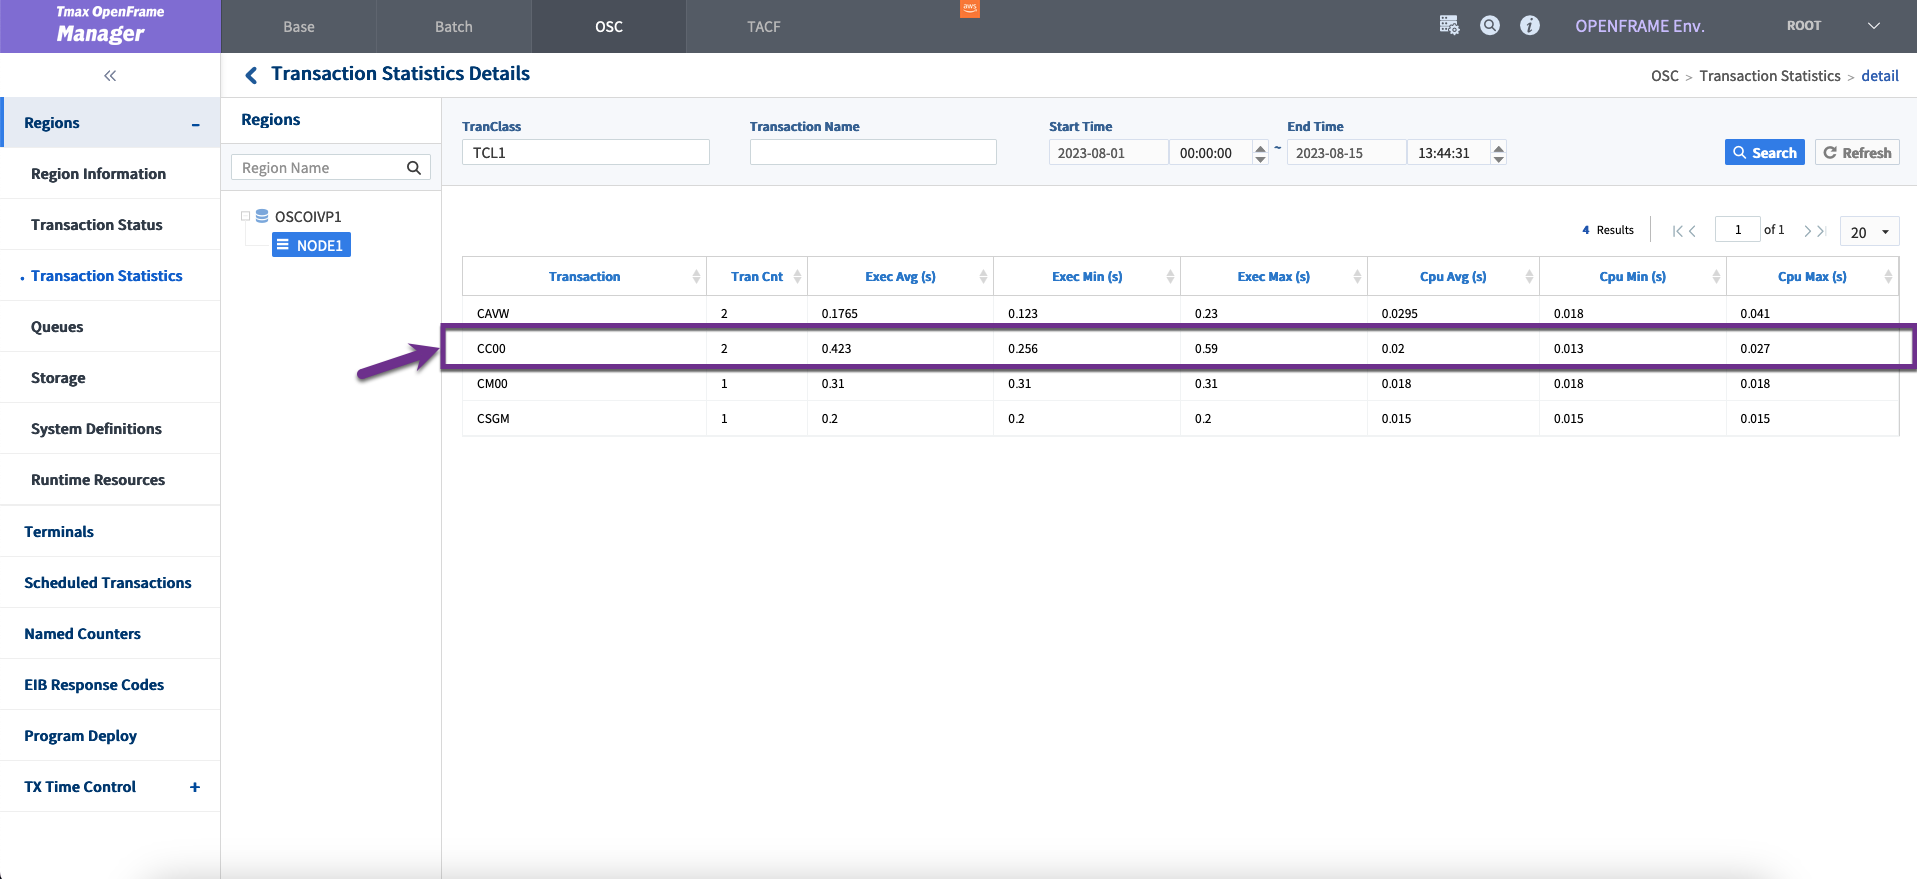 Tmax OpenFrame
Manager
Base
Batch
OSC
TACF
aws
OPENFRAME Env.
ROOT
Transaction Statistics Details
OSC > Transaction Statistics > detail
Regions
Region Information
Transaction Status
Transaction Statistics
Queues
Storage
System Definitions
Runtime Resources
Terminals
Scheduled Transactions
Named Counters
EIB Response Codes
Program Deploy
TX Time Control
Regions
Region Name
OSCOIVP1
NODE1
TranClass
Transaction Name
Start Time
End Time
TCL1
2023-08-01
00:00:00
~
2023-08-15
13:44:31
Search
Refresh
4 Results
1 of 1
20
Transaction Tran Cnt Exec Avg (s) Exec Min (s) Exec Max (s) Cpu Avg (s) Cpu Min (s) Cpu Max (s)
CAVW 2 0.1765 0.123 0.23 0.0295 0.018 0.041
CC00 2 0.423 0.256 0.59 0.02 0.013 0.027
CM00 1 0.31 0.31 0.31 0.018 0.018 0.018
CSGM 1 0.2 0.2 0.2 0.015 0.015 0.015